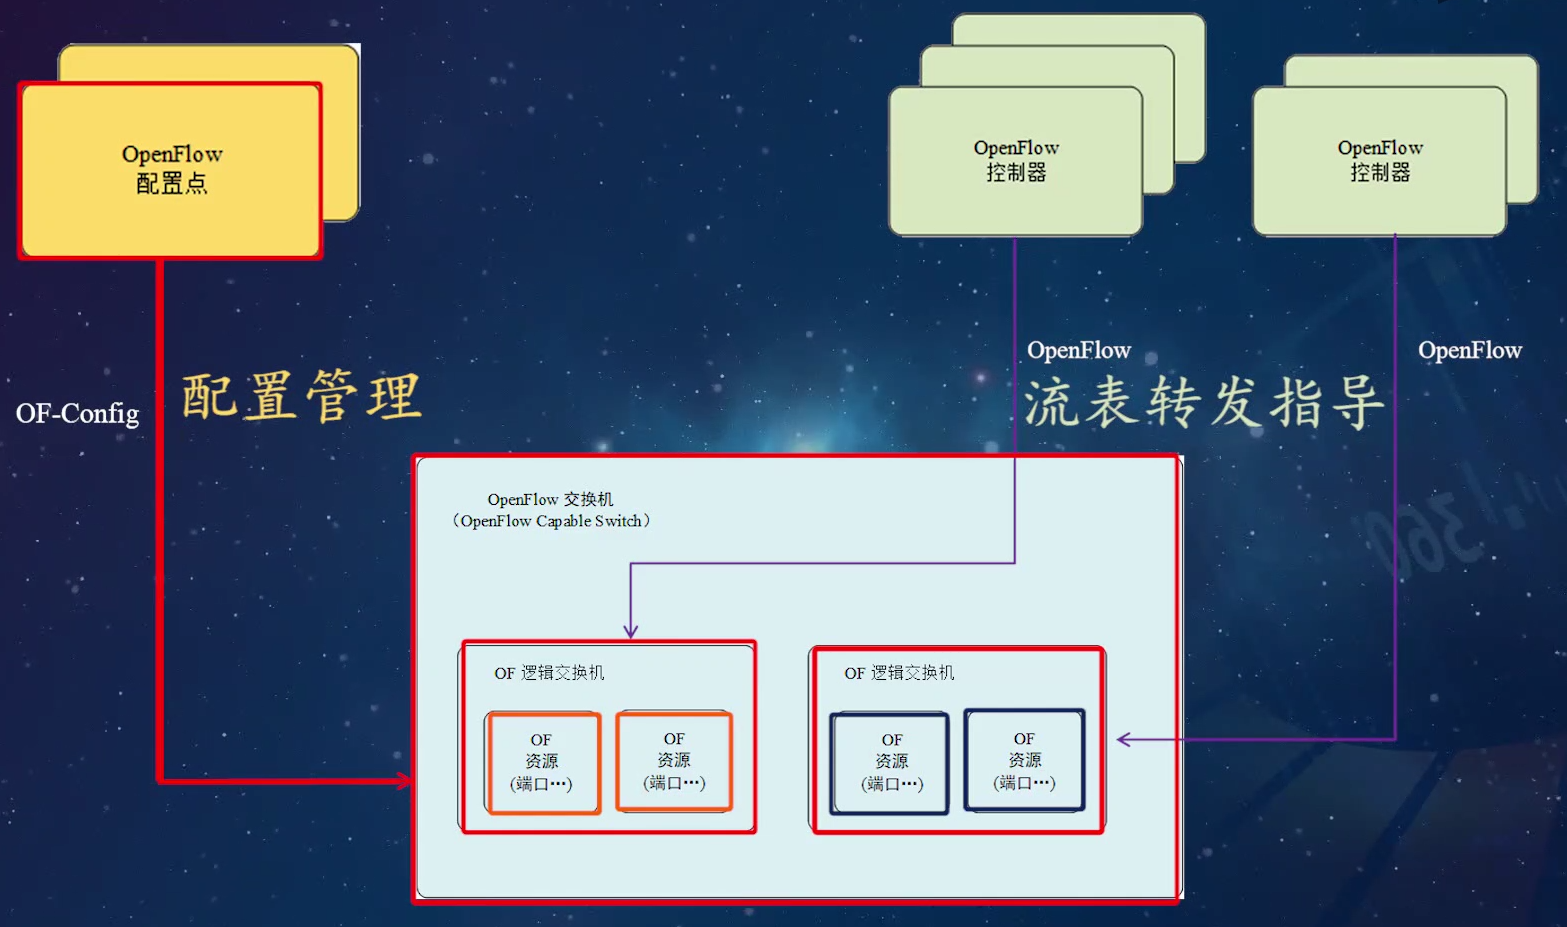 OpenFlow
配置点
OpenFlow
控制器
OpenFlow
控制器
OF-Config
配置管理
OpenFlow
流表转发指导
OpenFlow
OpenFlow 交换机
（OpenFlow Capable Switch）
OF 逻辑交换机
OF
资源
(端口···)
OF
资源
(端口···)
OF 逻辑交换机
OF
资源
(端口···)
OF
资源
(端口···)